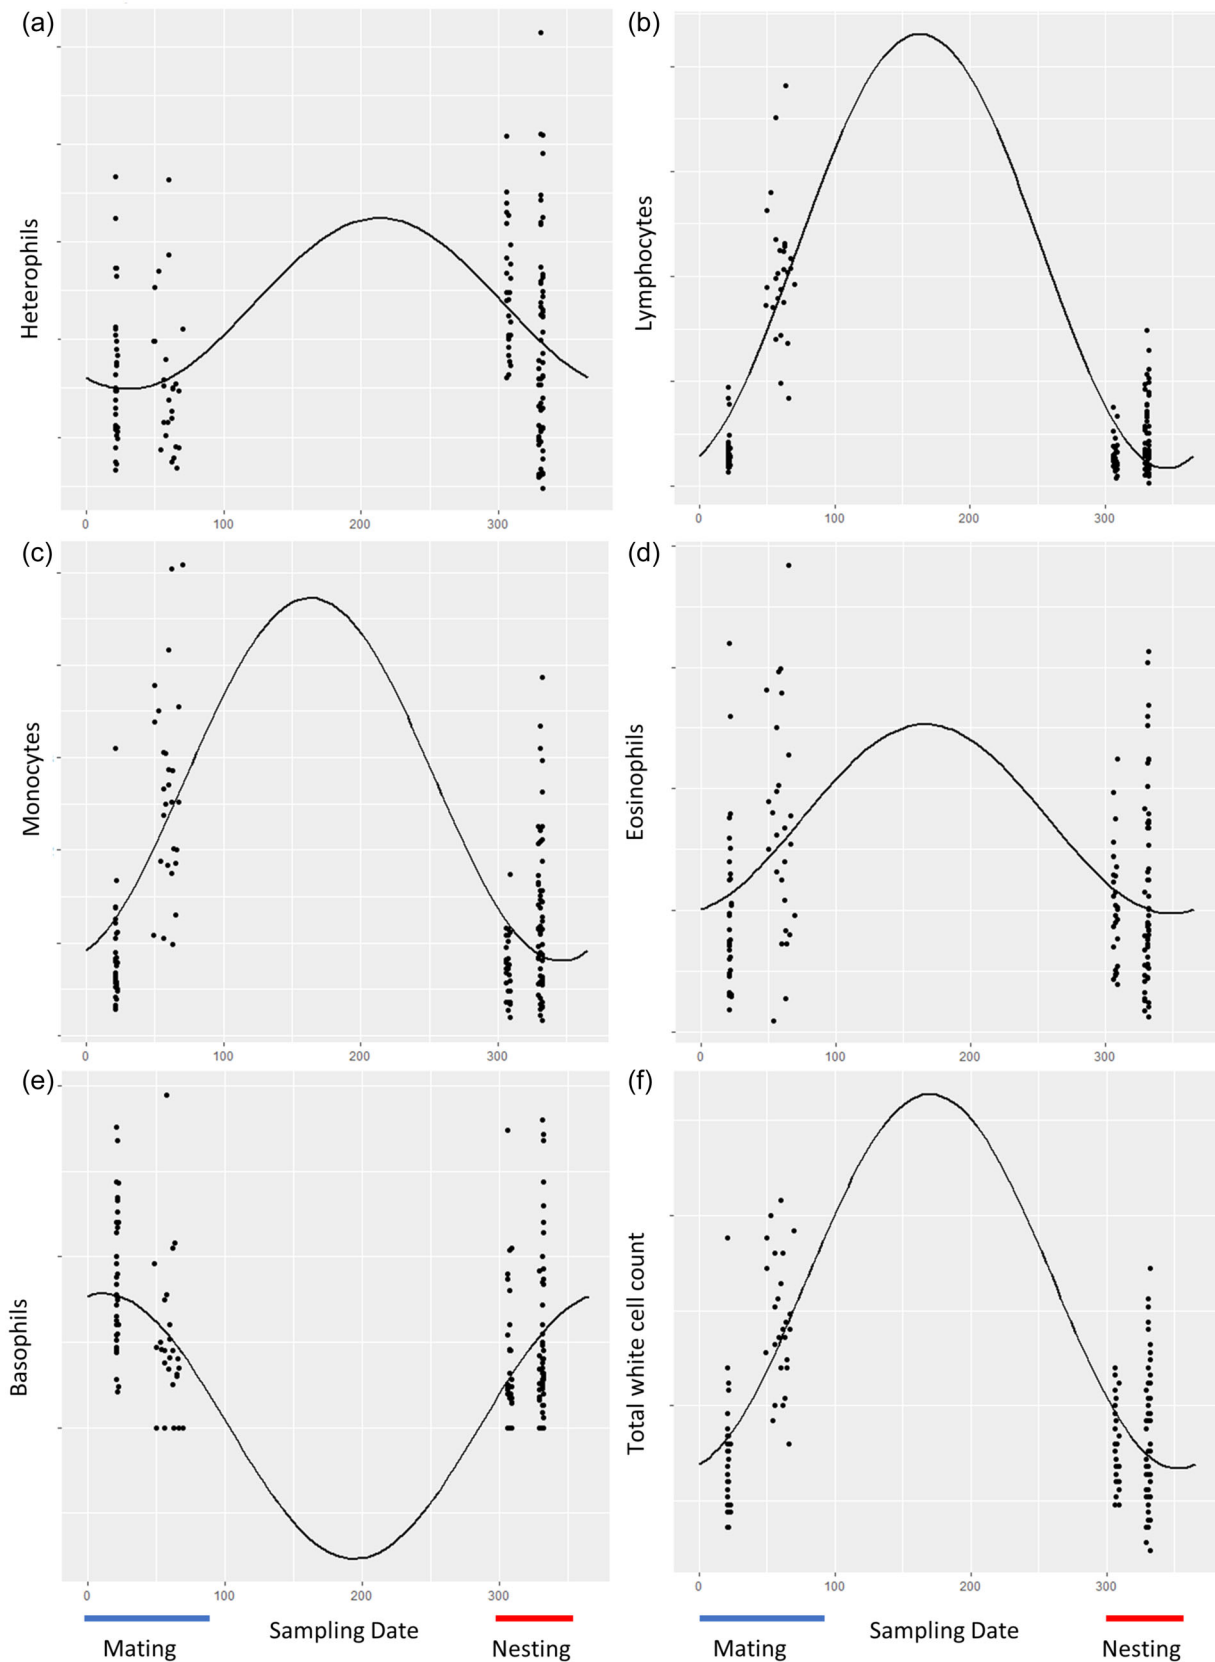 (a)
Heterophils
0 100 200 300
(b)
Lymphocytes
0 100 200 300
(c)
Monocytes
0 100 200 300
(d)
Eosinophils
0 100 200 300
(e)
Basophils
0 100 200 300
(f)
Total white cell count
0 100 200 300
Mating Sampling Date Nesting
Mating Sampling Date Nesting